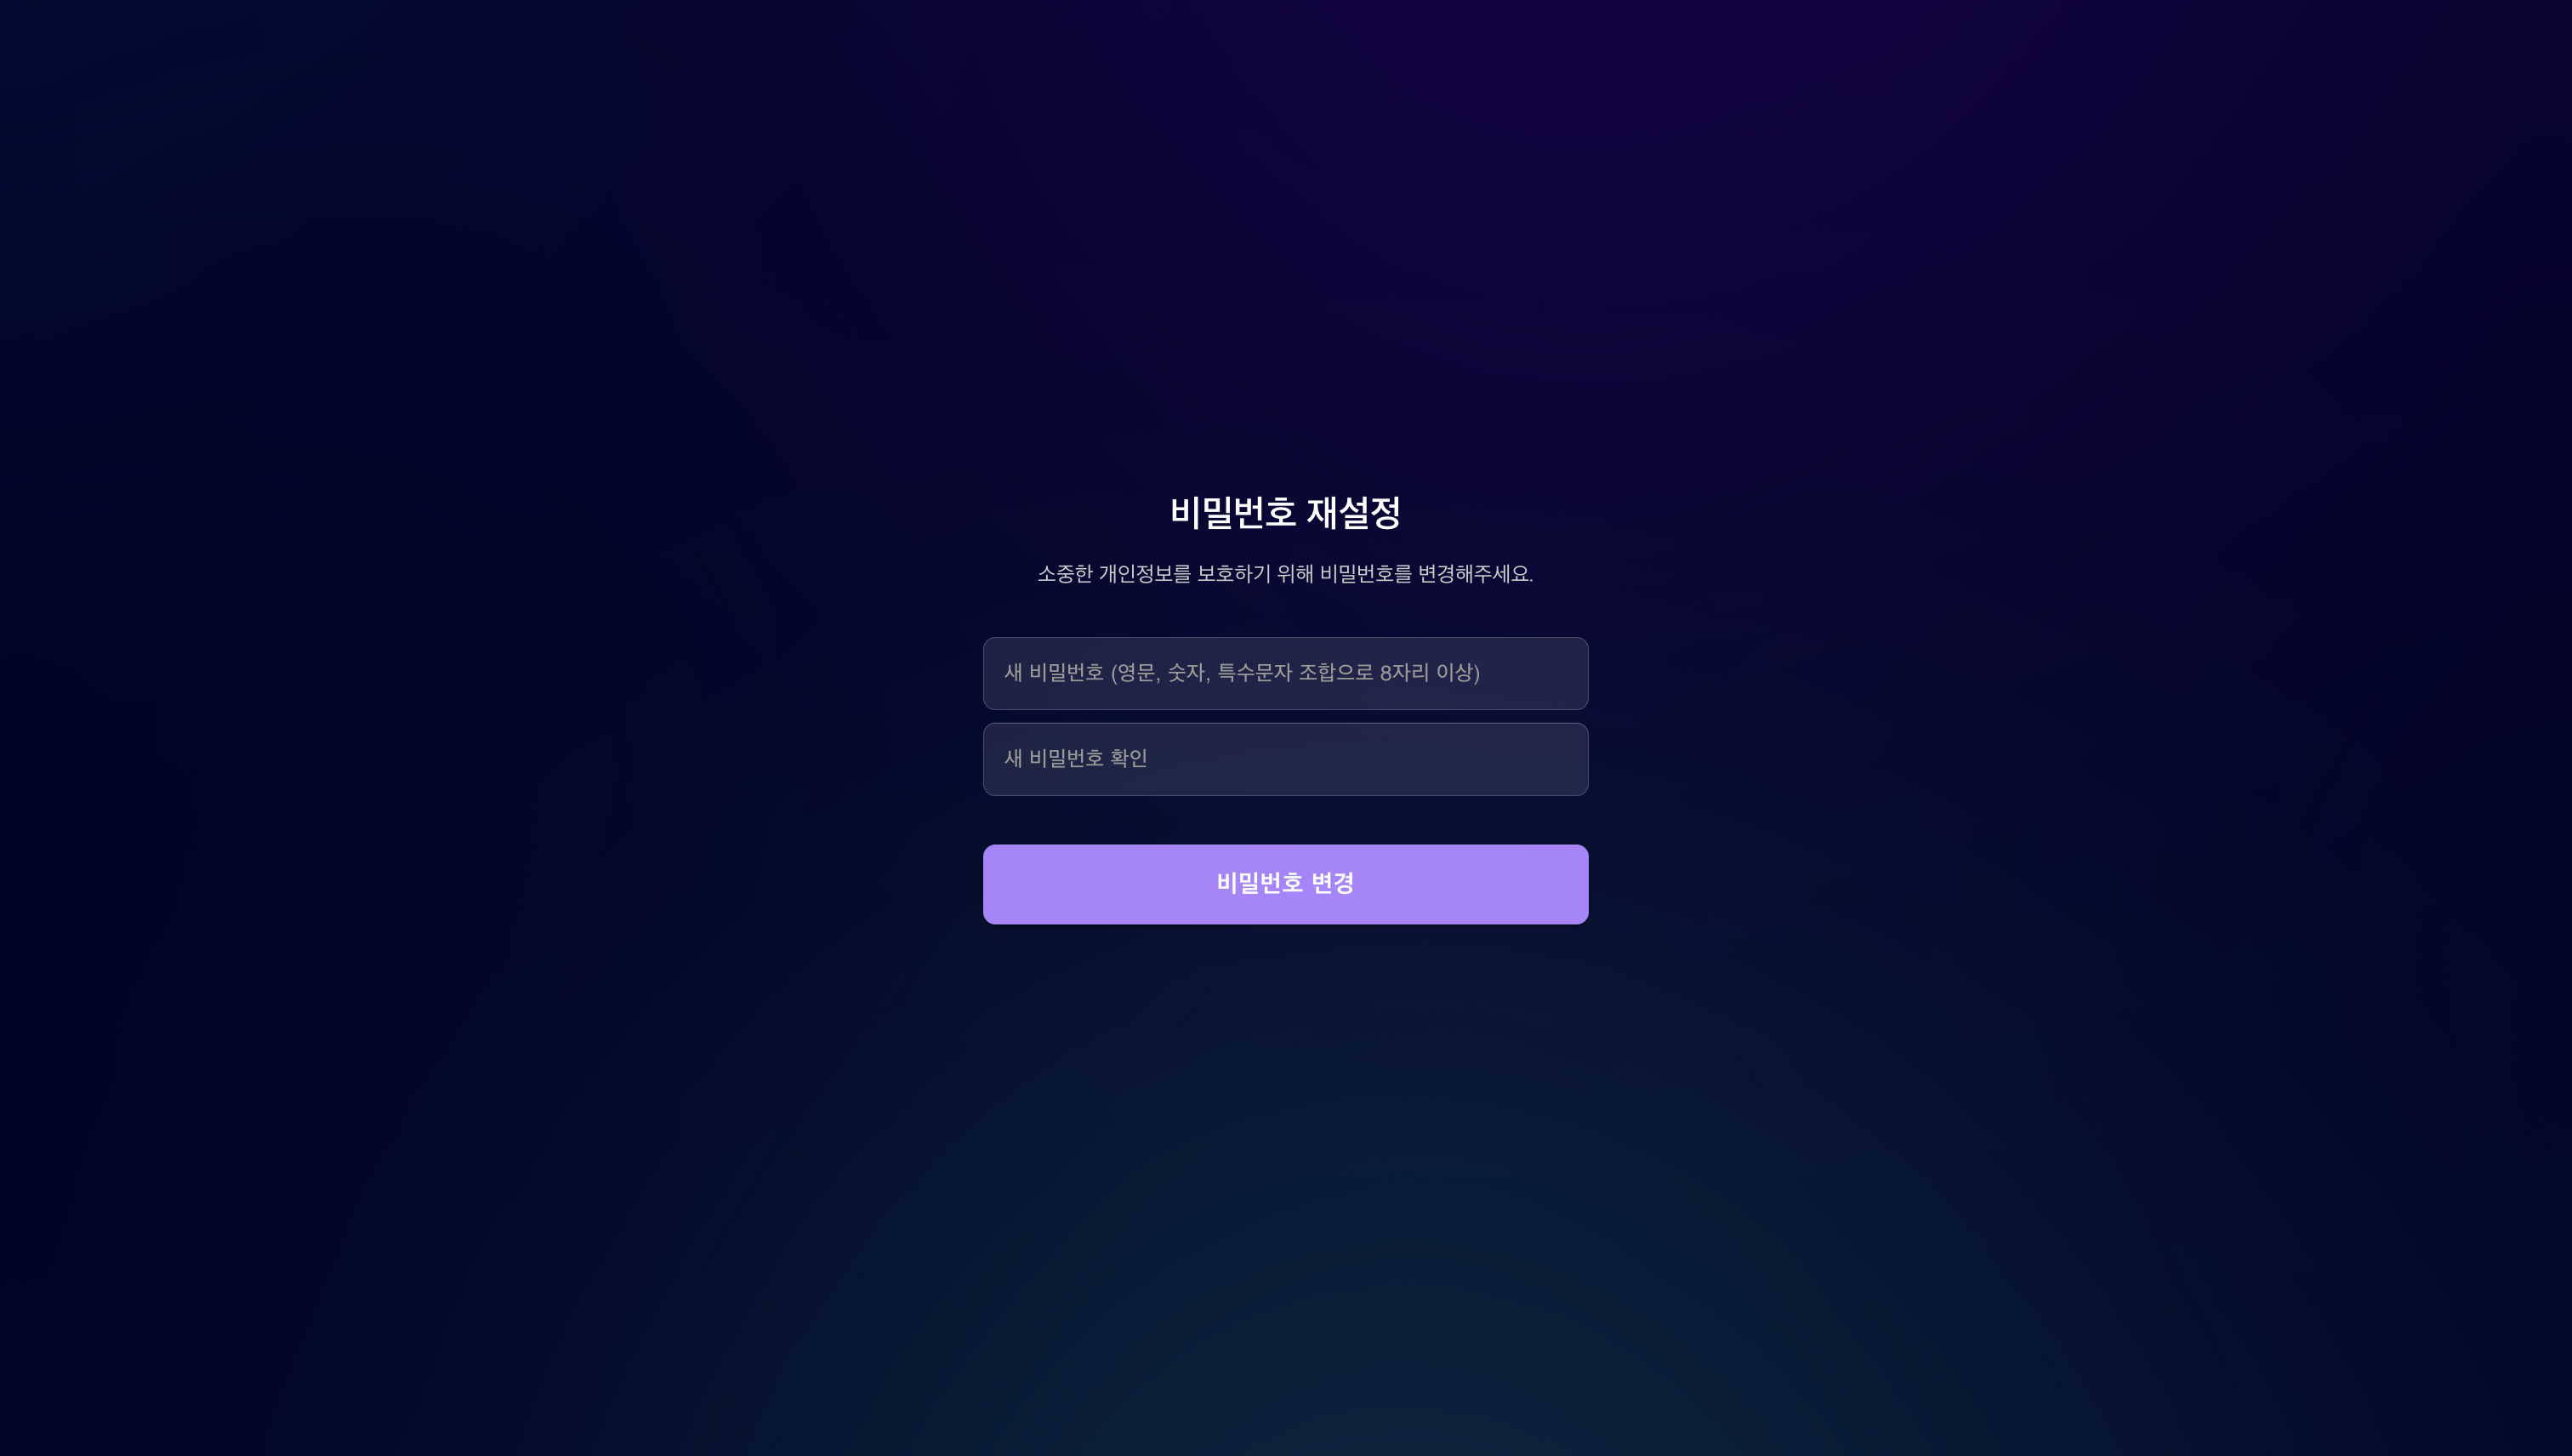 비밀번호 재설정
소중한 개인정보를 보호하기 위해 비밀번호를 변경해주세요.
새 비밀번호 (영문, 숫자, 특수문자 조합으로 8자리 이상)
새 비밀번호 확인
비밀번호 변경